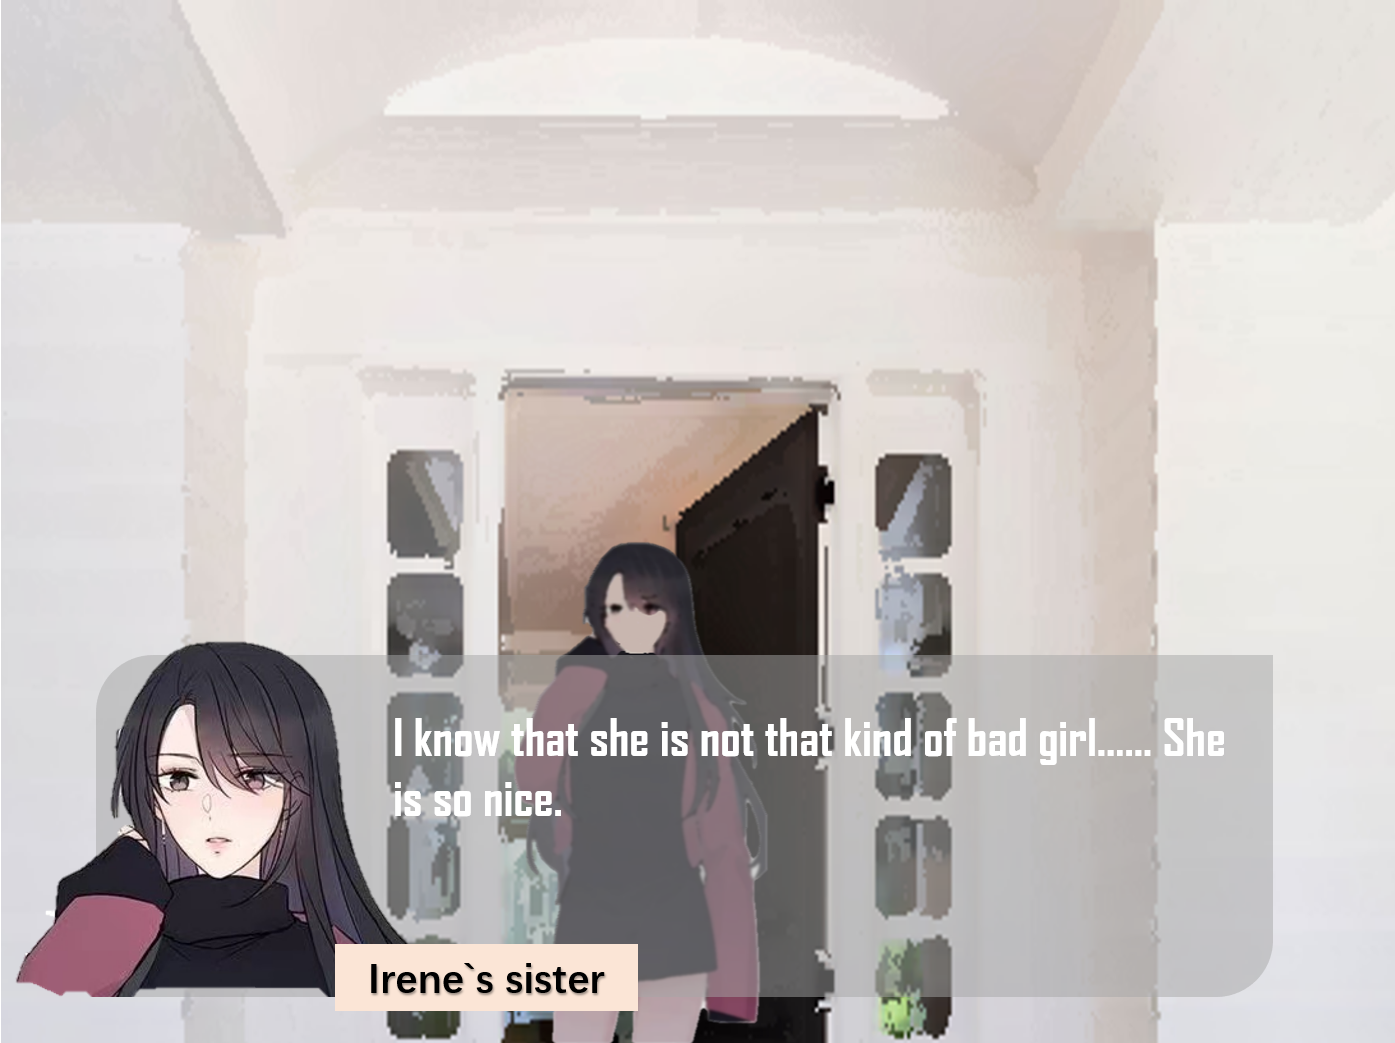 I know that she is not that kind of bad girl...... She
is so nice.
Irene`s sister